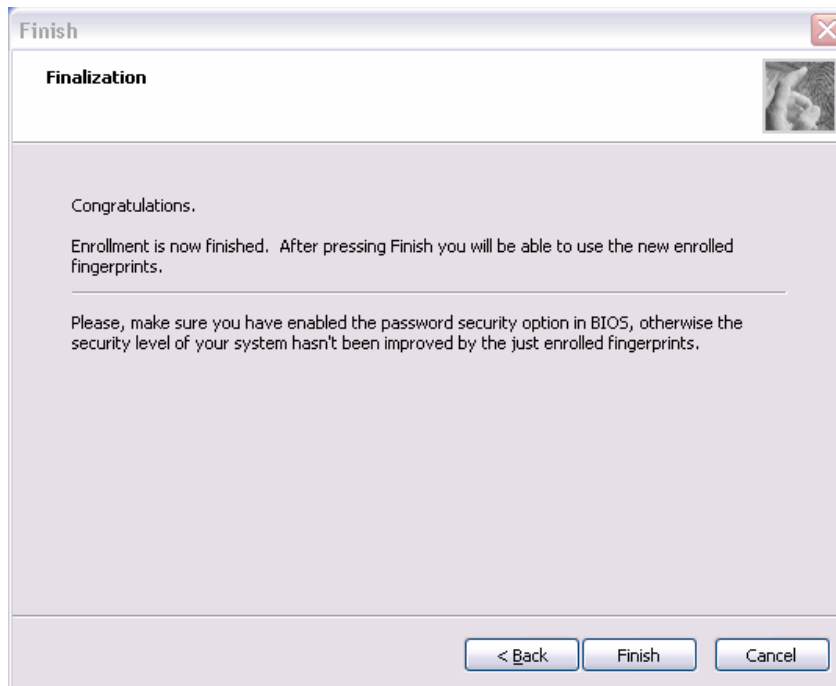 Finish
Finalization
Congratulations.
Enrollment is now finished.  After pressing Finish you will be able to use the new enrolled
fingerprints.
Please, make sure you have enabled the password security option in BIOS, otherwise the
security level of your system hasn't been improved by the just enrolled fingerprints.
< Back
Finish
Cancel